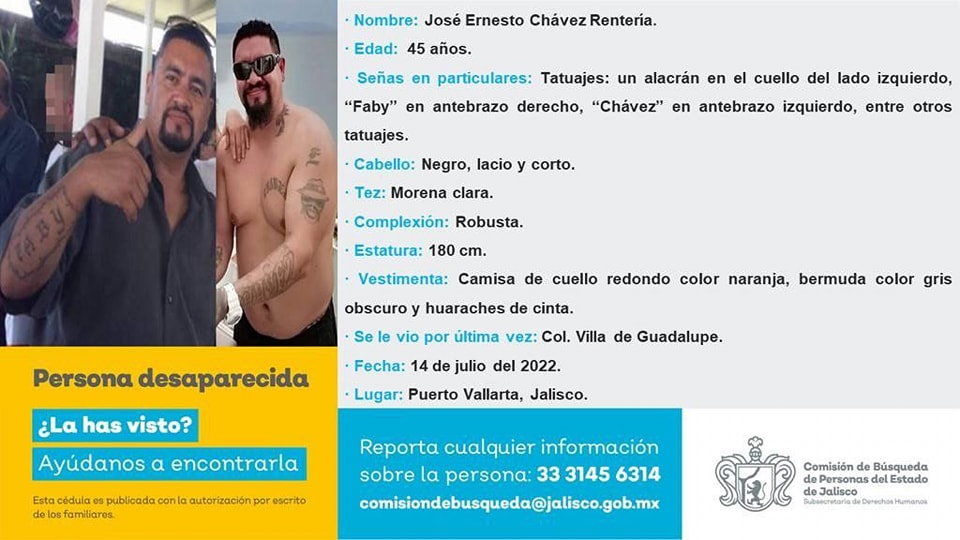 · Nombre: José Ernesto Chávez Rentería.
· Edad: 45 años.
· Señas en particulares: Tatuajes: un alacrán en el cuello del lado izquierdo,
“Faby” en antebrazo derecho, “Chávez” en antebrazo izquierdo, entre otros
tatuajes.
· Cabello: Negro, lacio y corto.
· Tez: Morena clara.
· Complexión: Robusta.
· Estatura: 180 cm.
· Vestimenta: Camisa de cuello redondo color naranja, bermuda color gris
obscuro y huaraches de cinta.
· Se le vio por última vez: Col. Villa de Guadalupe.
· Fecha: 14 de julio del 2022.
· Lugar: Puerto Vallarta, Jalisco.
Persona desaparecida
¿La has visto?
Ayúdanos a encontrarla
Esta cédula es publicada con la autorización por escrito
de los familiares.
Reporta cualquier información
sobre la persona: 33 3145 6314
comisiondebusqueda@jalisco.gob.mx
Comisión de Búsqueda
de Personas del Estado
de Jalisco
Subsecretaría de Derechos Humanos